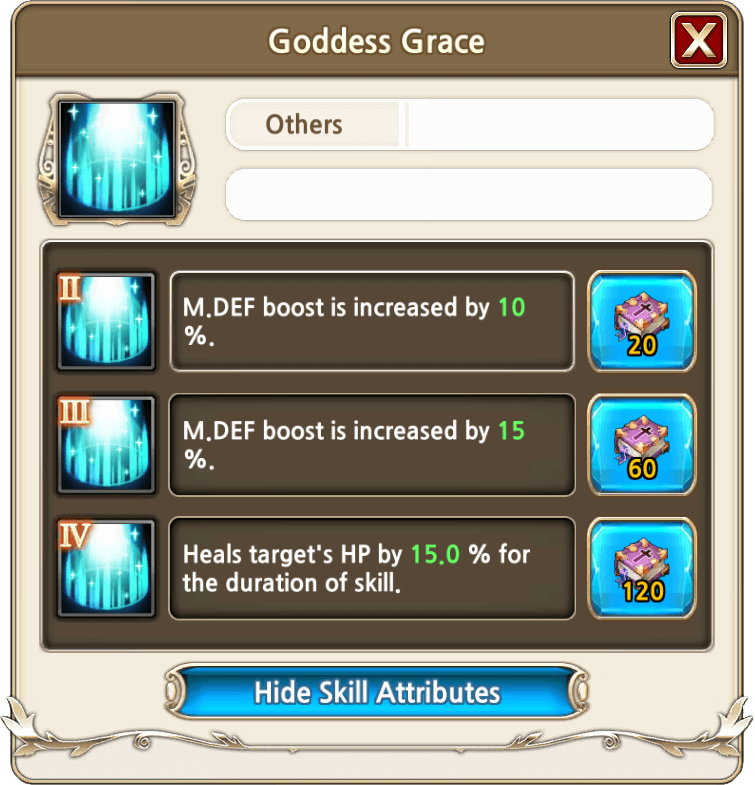 Goddess Grace
X
Others
II
M.DEF boost is increased by 10
%.
20
III
M.DEF boost is increased by 15
%.
60
IV
Heals target's HP by 15.0 % for
the duration of skill.
120
Hide Skill Attributes